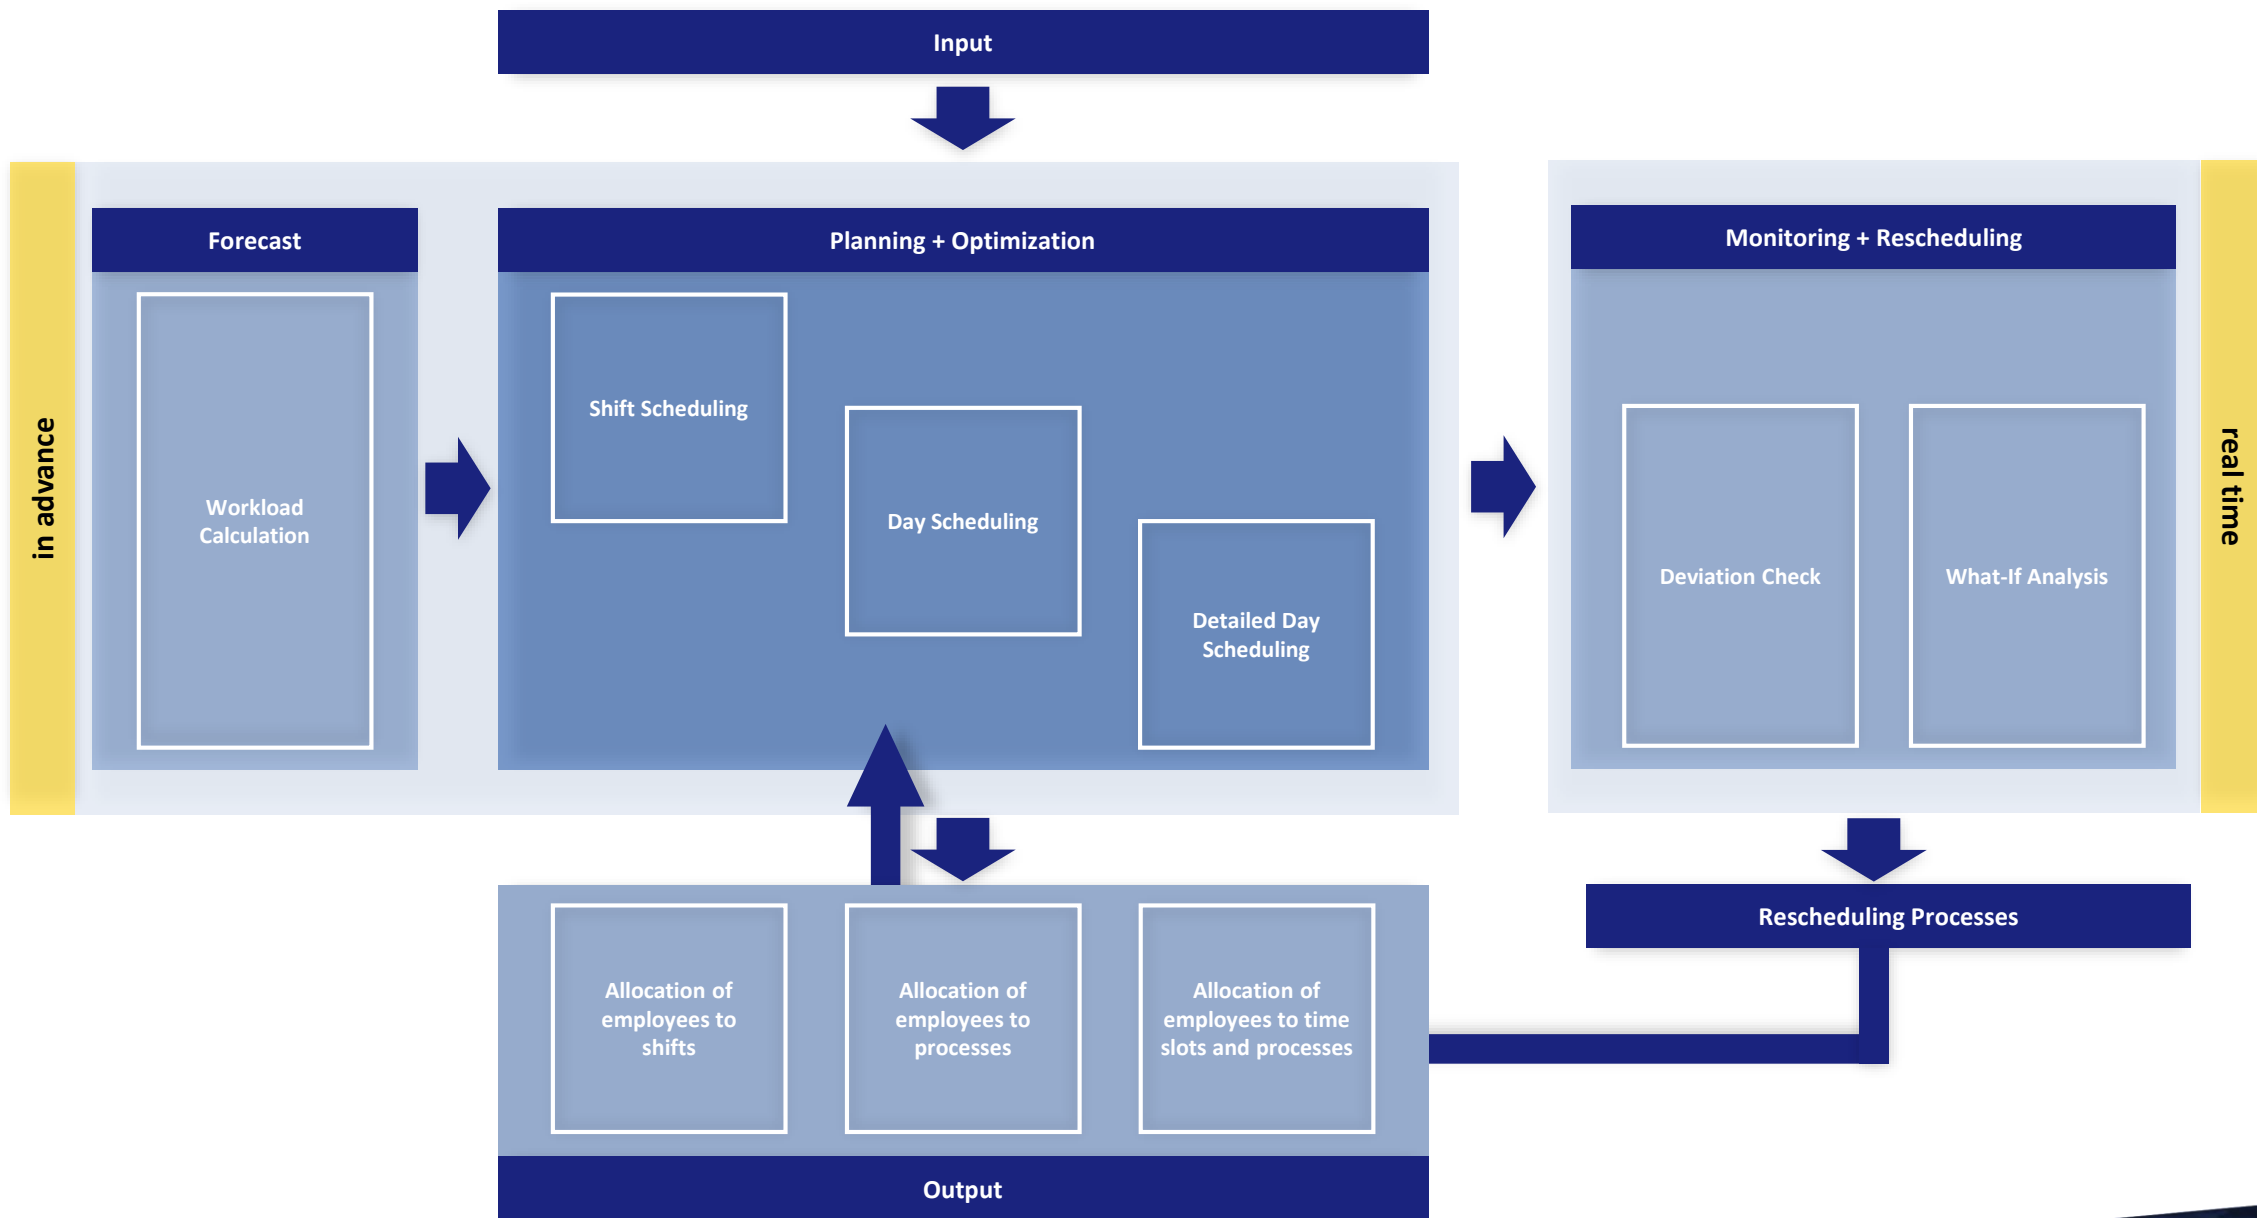 Input
in advance
Forecast
Workload
Calculation
Planning + Optimization
Shift Scheduling
Day Scheduling
Detailed Day
Scheduling
Monitoring + Rescheduling
Deviation Check
What-If Analysis
real time
Allocation of
employees to
shifts
Allocation of
employees to
processes
Allocation of
employees to time
slots and processes
Output
Rescheduling Processes